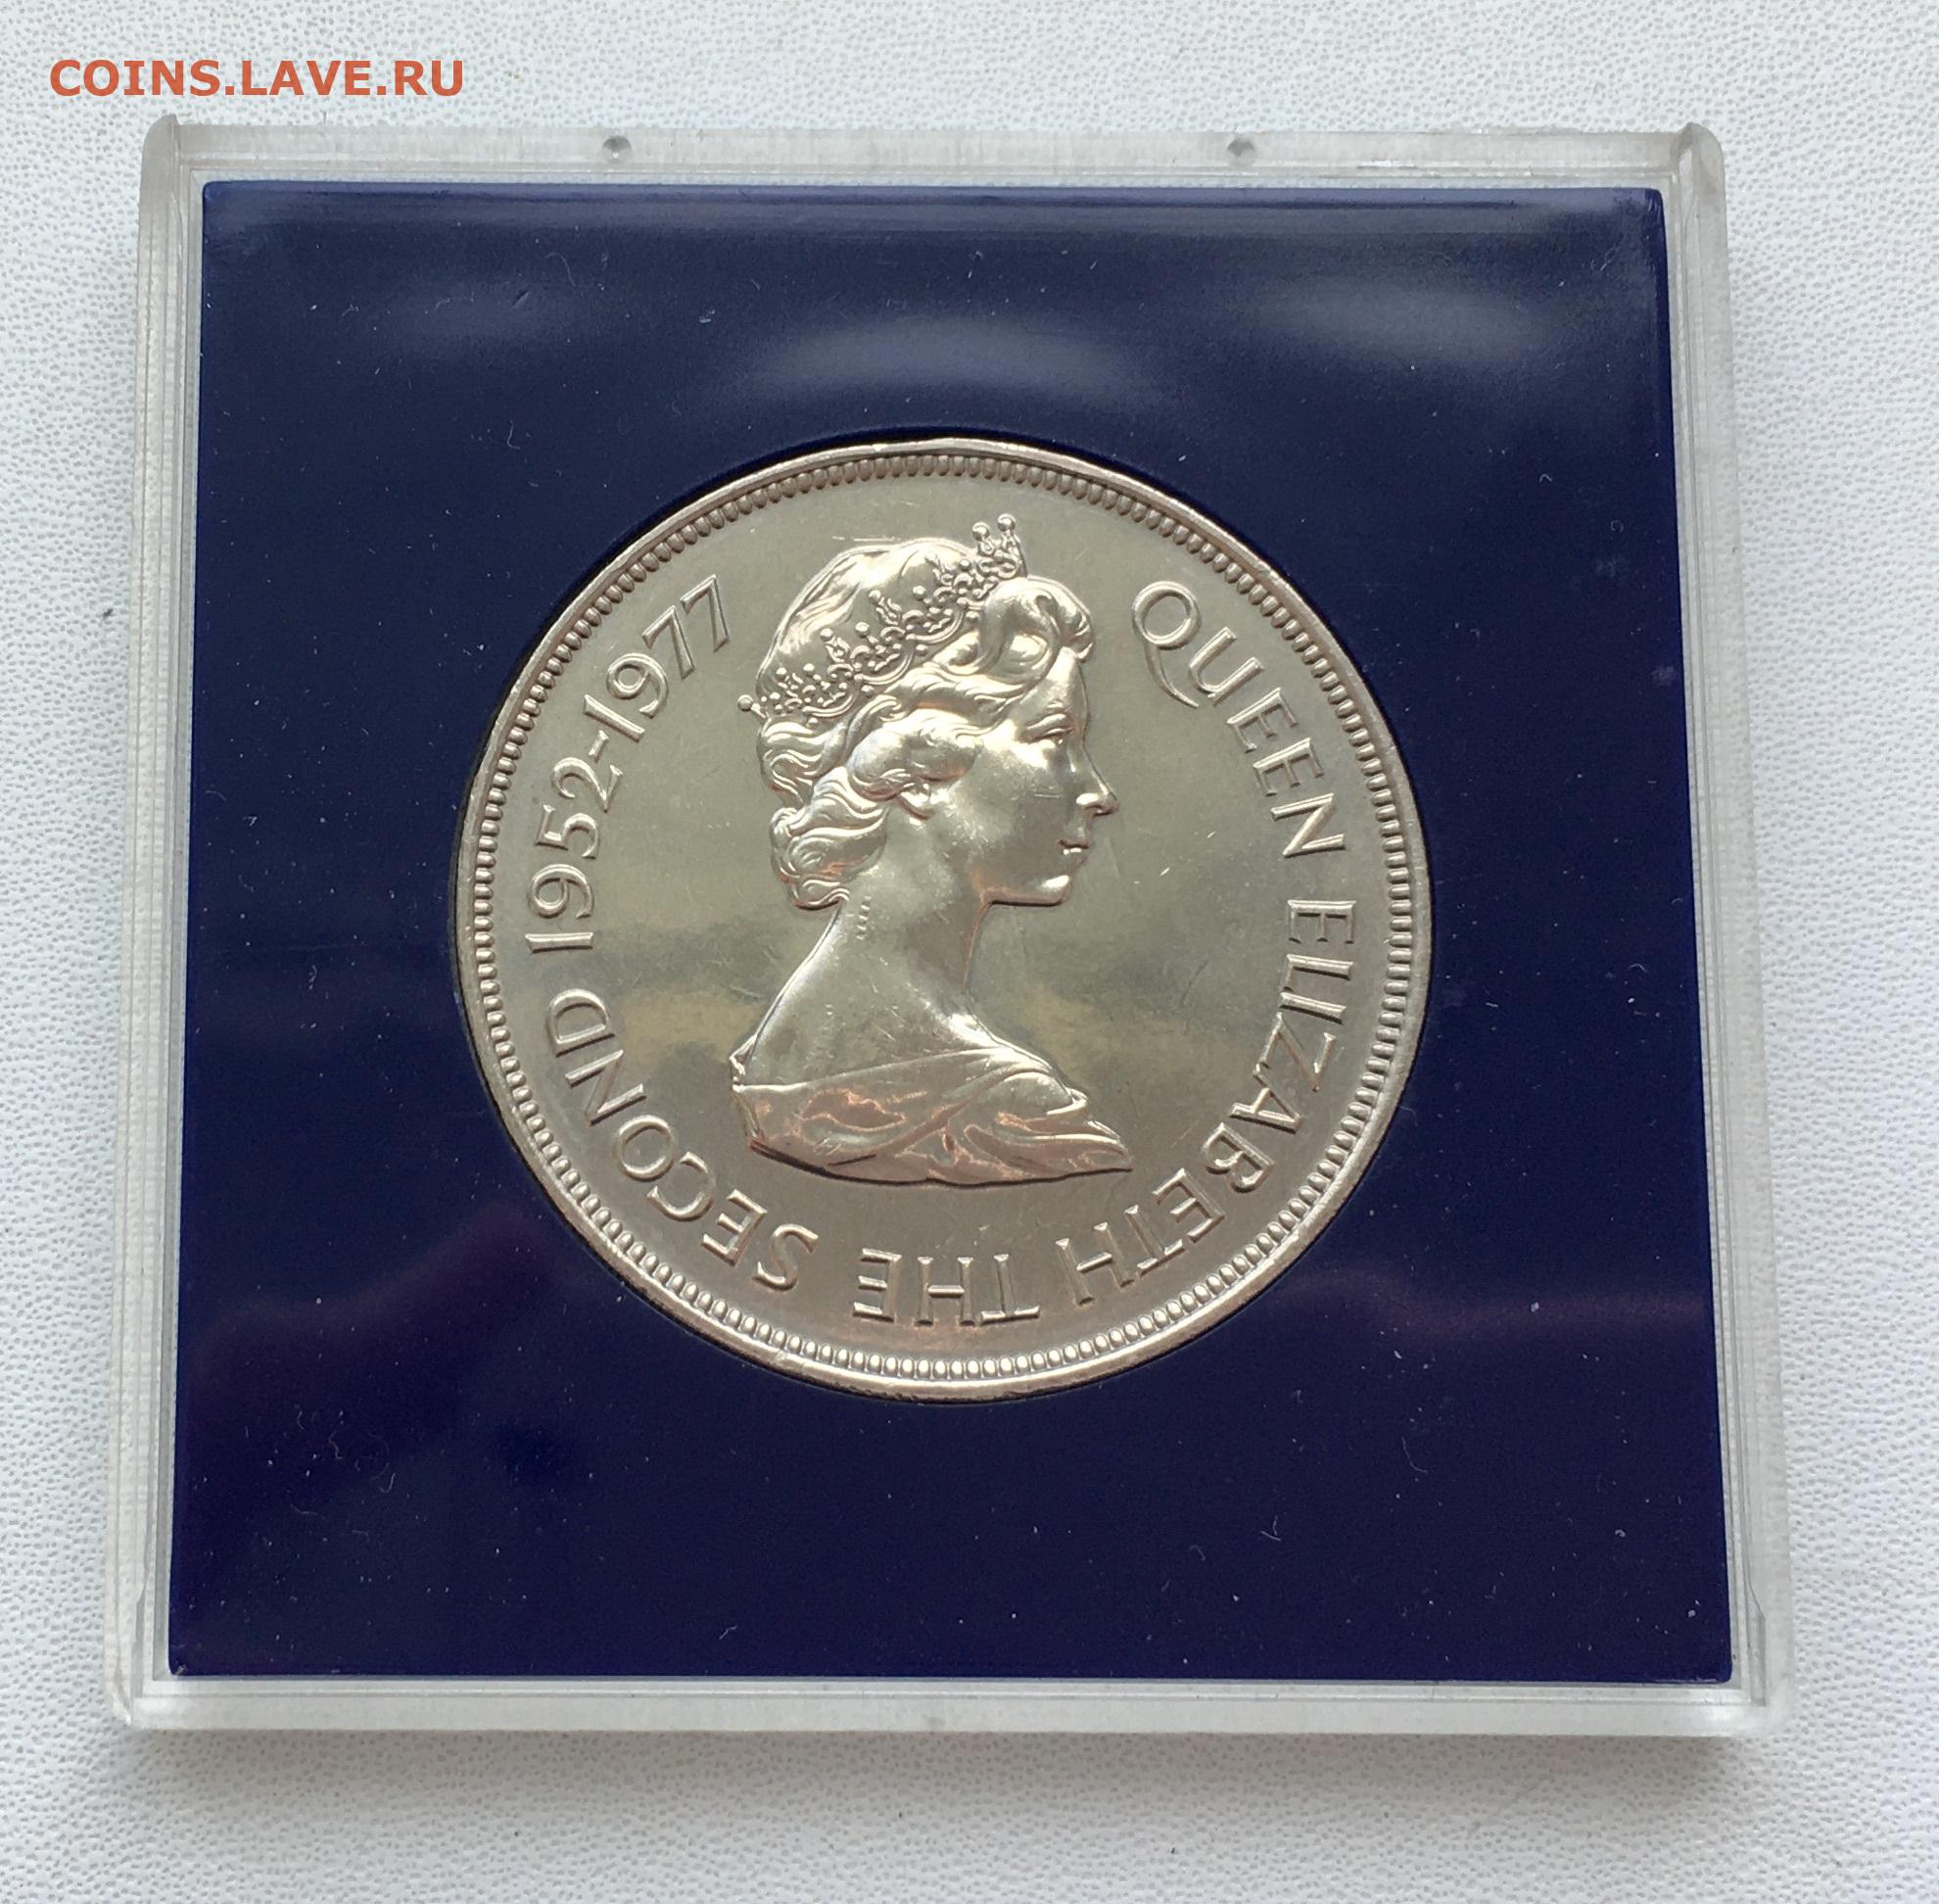 COINS.LAVE.RU
QUEEN ELIZABETH THE SECOND 1952-1977